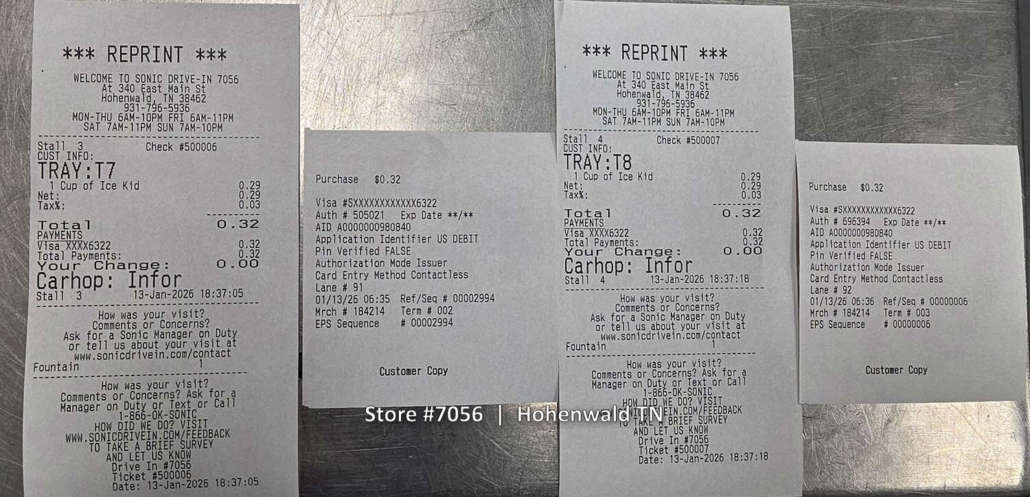 *** REPRINT ***
WELCOME TO SONIC DRIVE-IN 7056
At 340 East Main St
Hohenwald, TN 38462
931-796-5936
MON-THU 6AM-10PM FRI 6AM-11PM
SAT 7AM-11PM SUN 7AM-10PM
Stall 3 Check #500006
CUST INFO:
TRAY:T7
1 Cup of Ice Kid 0.29
Net: 0.29
Tax%: 0.03
Total 0.32
PAYMENTS
Visa XXXX6322 0.32
Total Payments: 0.32
Your Change: 0.00
Carhop: Infor
Stall 3 13-Jan-2026 18:37:05
How was your visit?
Comments or Concerns?
Ask for a Sonic Manager on Duty
or tell us about your visit at
www.sonicdrivein.com/contact
Fountain 1
How was your visit?
Comments or Concerns? Ask for a
Manager on Duty or Text or Call
1-866-OK-SONIC
HOW DID WE DO? VISIT
WWW.SONICDRIVEIN.COM/FEEDBACK
TO TAKE A BRIEF SURVEY
AND LET US KNOW
Drive In #7056
Ticket #500006
Date: 13-Jan-2026 18:37:05
Purchase $0.32
Visa #SXXXXXXXXXXXX6322
Auth # 505021 Exp Date **/**
AID A0000000980840
Application Identifier US DEBIT
Pin Verified FALSE
Authorization Mode Issuer
Card Entry Method Contactless
Lane # 91
01/13/26 06:35 Ref/Seq # 00002994
Mrch # 184214 Term # 002
EPS Sequence # 00002994
Customer Copy
*** REPRINT ***
WELCOME TO SONIC DRIVE-IN 7056
At 340 East Main St
Hohenwald, TN 38462
931-796-5936
MON-THU 6AM-10PM FRI 6AM-11PM
SAT 7AM-11PM SUN 7AM-10PM
Stall 4 Check #500007
CUST INFO:
TRAY:T8
1 Cup of Ice Kid 0.29
Net: 0.29
Tax%: 0.03
Total 0.32
PAYMENTS
Visa XXXX6322 0.32
Total Payments: 0.32
Your Change: 0.00
Carhop: Infor
Stall 4 13-Jan-2026 18:37:18
How was your visit?
Comments or Concerns?
Ask for a Sonic Manager on Duty
or tell us about your visit at
www.sonicdrivein.com/contact
Fountain 1
How was your visit?
Comments or Concerns? Ask for a
Manager on Duty or Text or Call
1-866-OK-SONIC
HOW DID WE DO? VISIT
TO TAKE A BRIEF SURVEY
AND LET US KNOW
Drive In #7056
Ticket #500007
Date: 13-Jan-2026 18:37:18
Purchase $0.32
Visa #SXXXXXXXXXXXX6322
Auth # 696394 Exp Date **/**
AID A0000000980840
Application Identifier US DEBIT
Pin Verified FALSE
Authorization Mode Issuer
Card Entry Method Contactless
Lane # 92
01/13/26 06:36 Ref/Seq # 00000006
Mrch # 184214 Term # 003
EPS Sequence # 00000006
Customer Copy
Store #7056 | Hohenwald TN